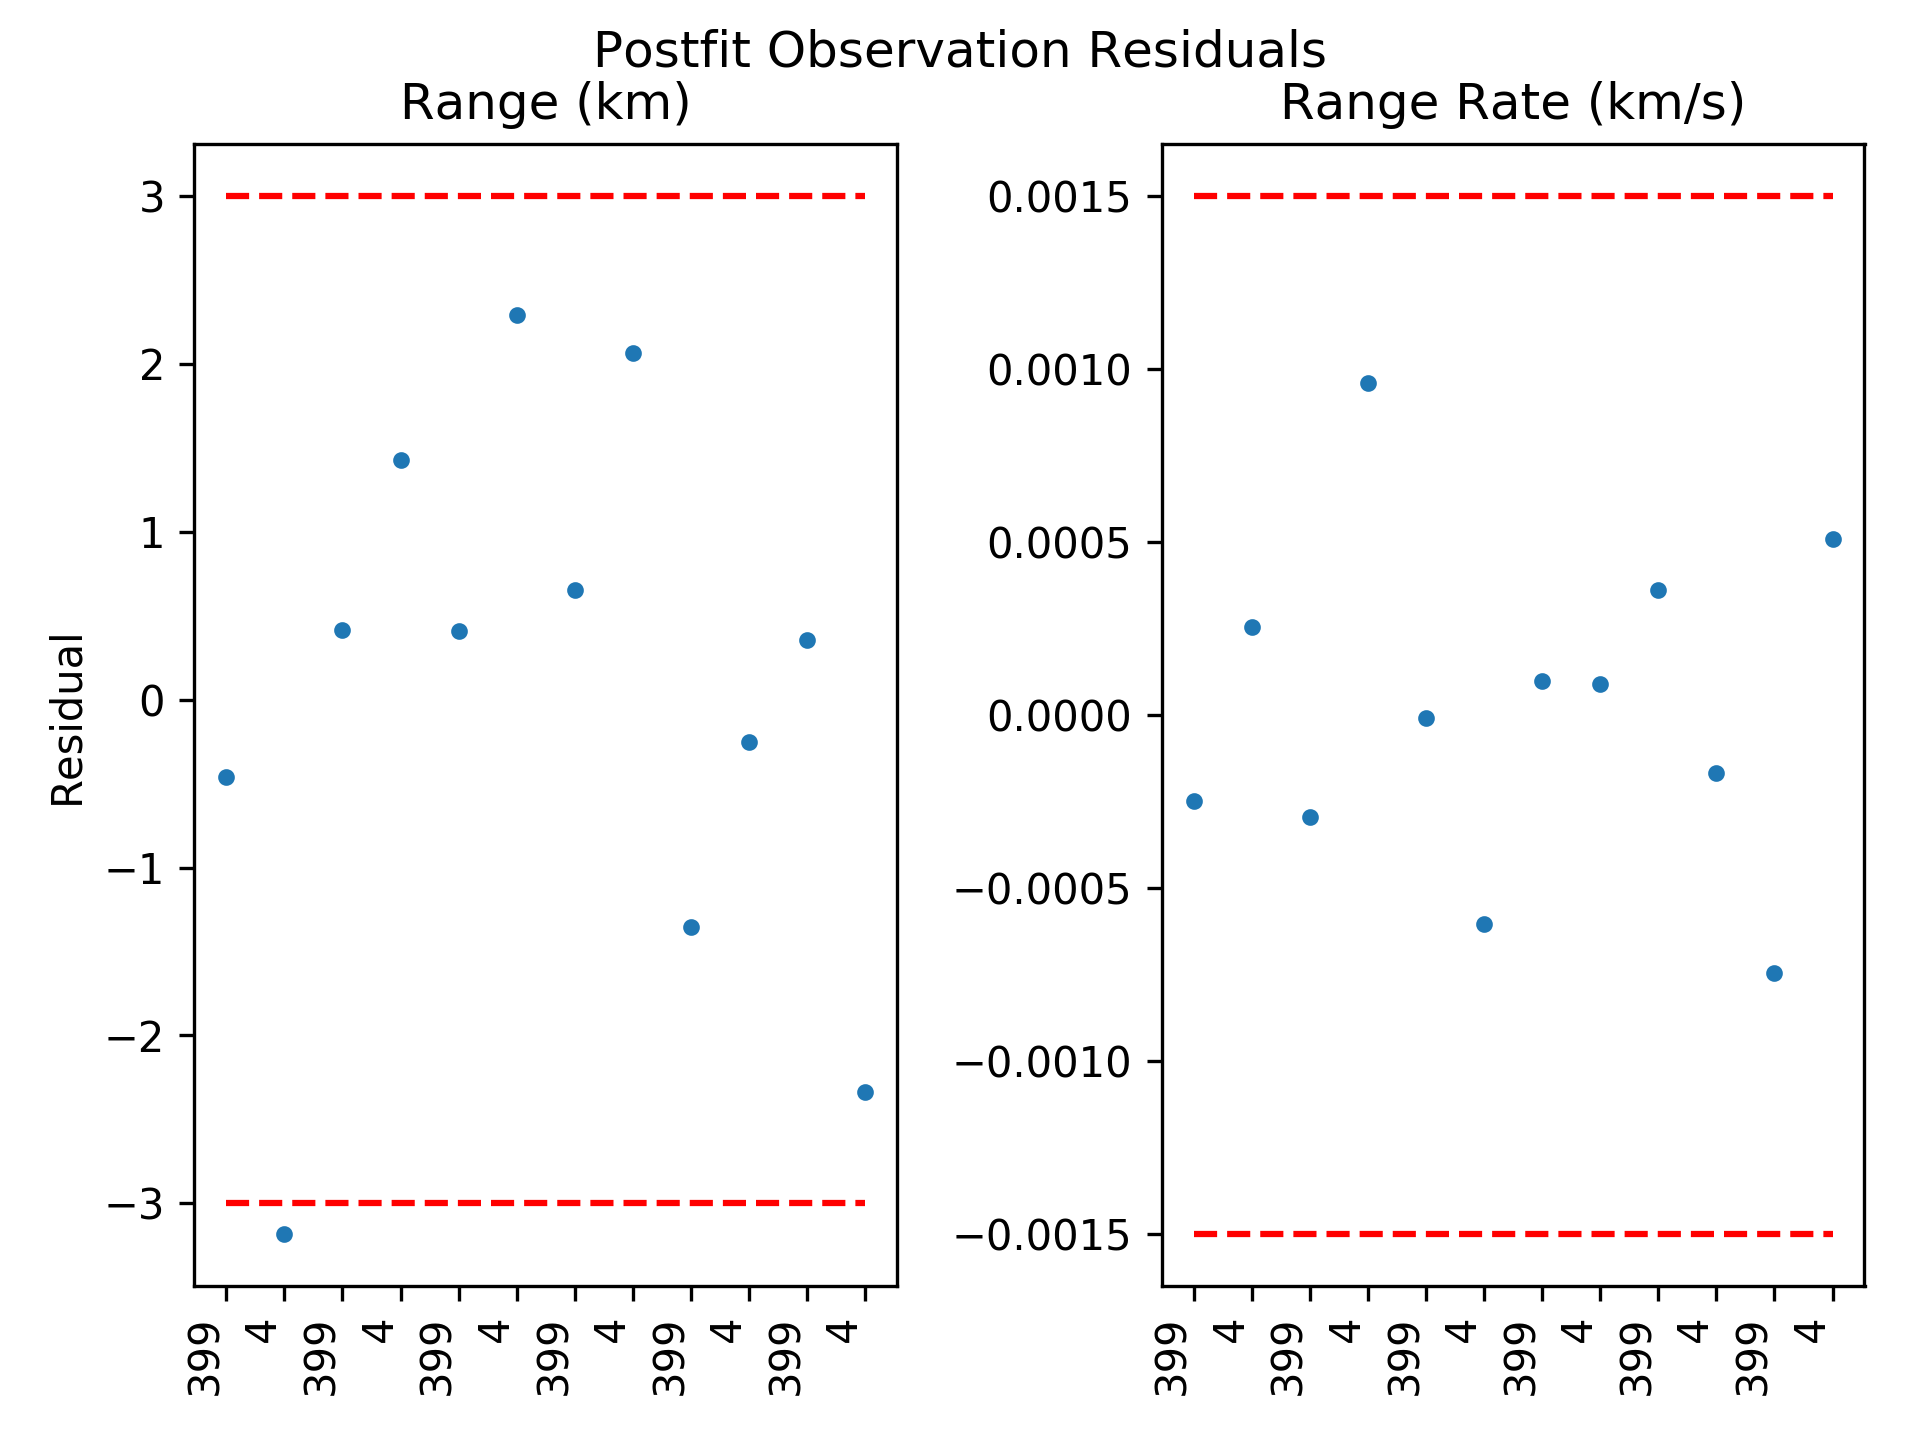 Postfit Observation Residuals
Range (km)
Range Rate (km/s)
Residual
3
2
1
0
−1
−2
−3
399 4 399 4 399 4 399 4 399 4 399 4
0.0015
0.0010
0.0005
0.0000
−0.0005
−0.0010
−0.0015
399 4 399 4 399 4 399 4 399 4 399 4